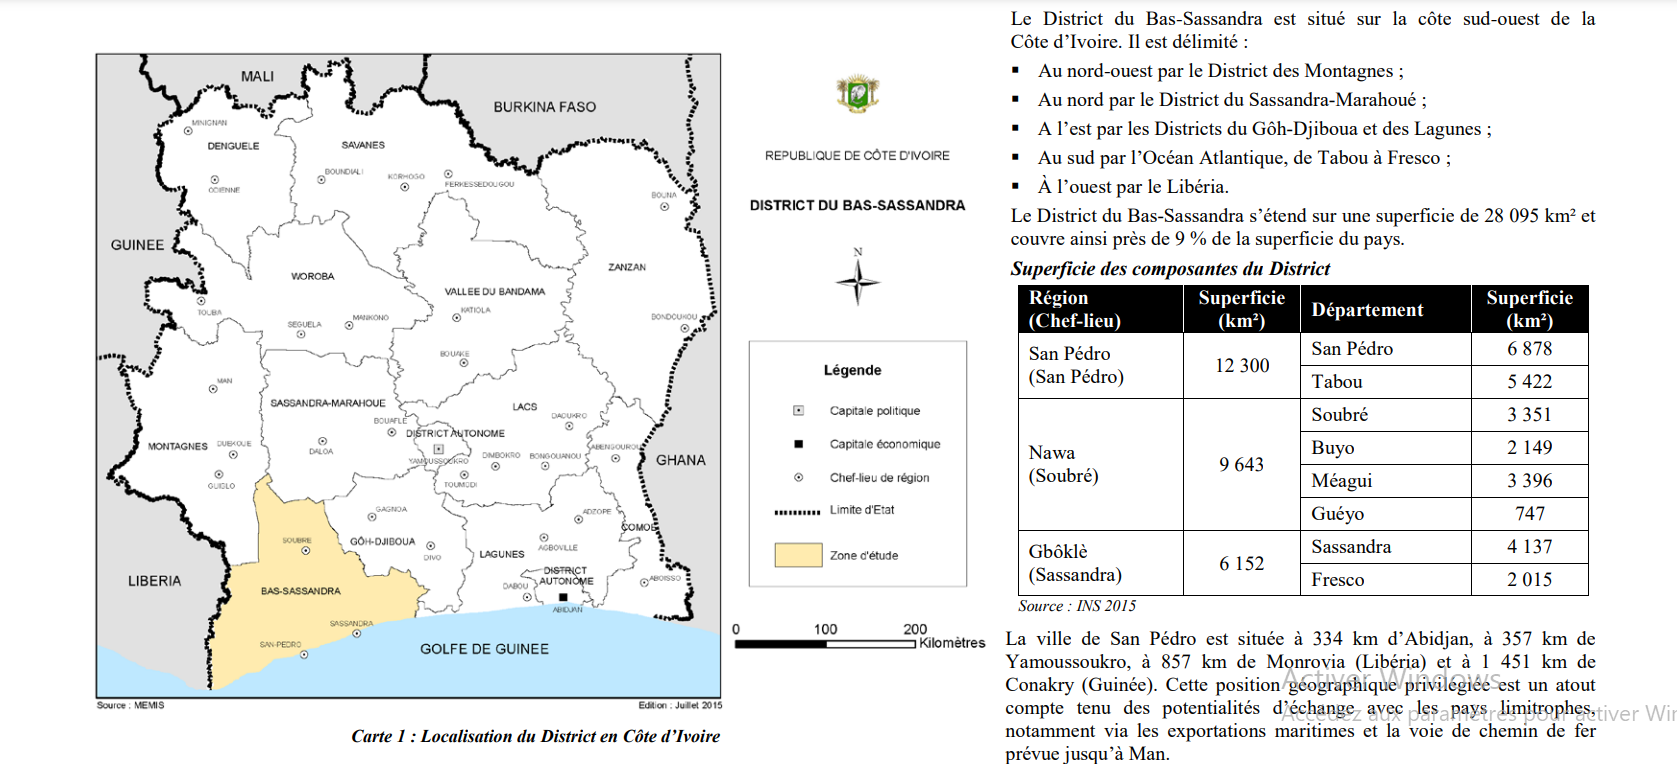 MALI
BURKINA FASO
MINIGNAN
DENGUELE
SAVANES
BOUNDIALI
KORHOGO
FERKESSEDOUGOU
ODIENNE
BOUNA
GUINEE
WOROBA
ZANZAN
VALLEE DU BANDAMA
TOUBA
KATIOLA
MANKONO
SEGUELA
BONDOUKOU
BOUAKE
MAN
SASSANDRA-MARAHOUE
LACS
DAOUKRO
BOUAFLE
DISTRICT AUTONOME
MONTAGNES
DUEKOUE
DALOA
ABENGOUROU
YAMOUSSOUKRO
DIMBOKRO
BONGOUANOU
GHANA
GUIGLO
TOUMODI
GAGNOA
ADZOPE
COMOE
SOUBRE
GÔH-DJIBOUA
DIVO
LAGUNES
AGBOVILLE
LIBERIA
BAS-SASSANDRA
DISTRICT
AUTONOME
ABOISSO
DABOU
ABIDJAN
SASSANDRA
SAN-PEDRO
GOLFE DE GUINEE
Source : MEMIS
Edition : Juillet 2015
Carte 1 : Localisation du District en Côte d’Ivoire
REPUBLIQUE DE CÔTE D'IVOIRE
DISTRICT DU BAS-SASSANDRA
N
Légende
Capitale politique
Capitale économique
Chef-lieu de région
Limite d'Etat
Zone d'étude
0 100 200
Kilomètres
Le District du Bas-Sassandra est situé sur la côte sud-ouest de la
Côte d’Ivoire. Il est délimité :
▪ Au nord-ouest par le District des Montagnes ;
▪ Au nord par le District du Sassandra-Marahoué ;
▪ A l’est par les Districts du Gôh-Djiboua et des Lagunes ;
▪ Au sud par l’Océan Atlantique, de Tabou à Fresco ;
▪ À l’ouest par le Libéria.
Le District du Bas-Sassandra s’étend sur une superficie de 28 095 km² et
couvre ainsi près de 9 % de la superficie du pays.
Superficie des composantes du District
Région (Chef-lieu) Superficie (km²) Département Superficie (km²)
San Pédro (San Pédro) 12 300 San Pédro 6 878
Tabou 5 422
Nawa (Soubré) 9 643 Soubré 3 351
Buyo 2 149
Méagui 3 396
Guéyo 747
Gbôklè (Sassandra) 6 152 Sassandra 4 137
Fresco 2 015
Source : INS 2015
La ville de San Pédro est située à 334 km d’Abidjan, à 357 km de
Yamoussoukro, à 857 km de Monrovia (Libéria) et à 1 451 km de
Conakry (Guinée). Cette position géographique privilégiée est un atout
compte tenu des potentialités d’échange avec les pays limitrophes,
notamment via les exportations maritimes et la voie de chemin de fer
prévue jusqu’à Man.
Activer Windows
Accédez aux paramètres pour activer Win